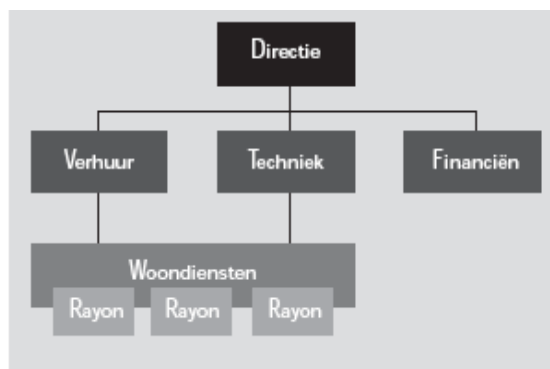 Directie
Verhuur
Techniek
Financiën
Woondiensten
Rayon
Rayon
Rayon